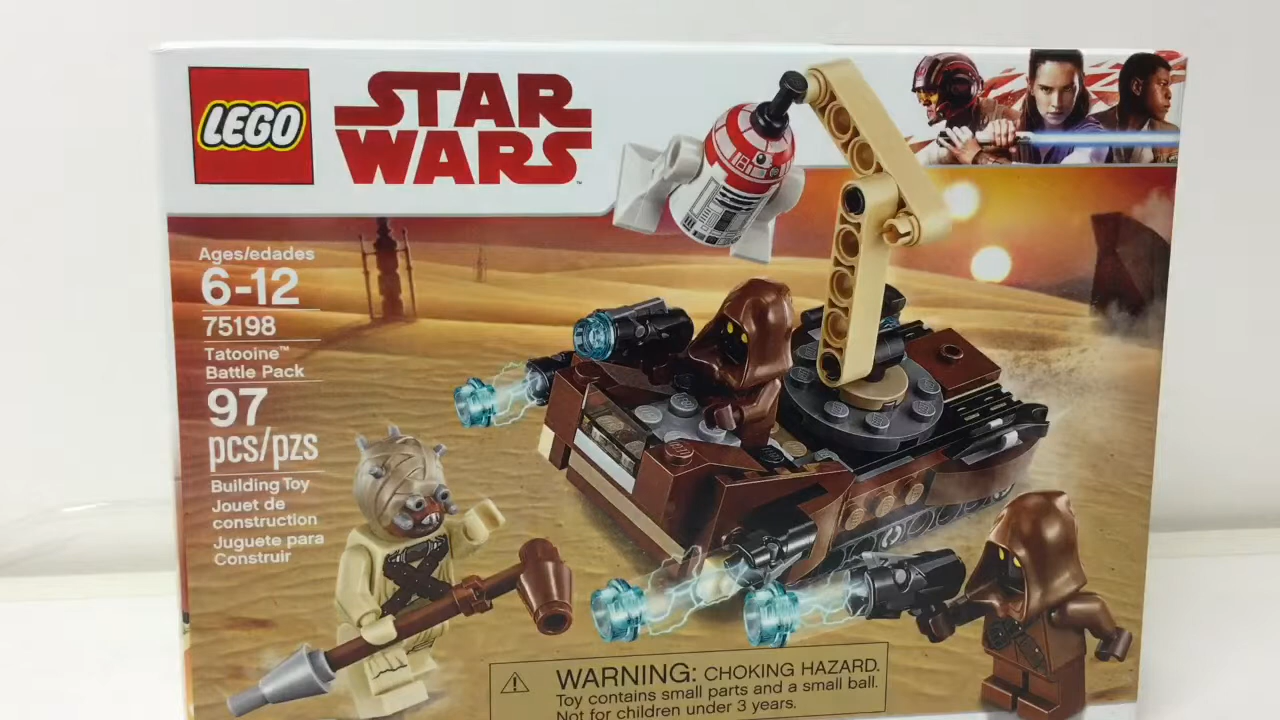 LEGO
STAR
WARS™
Ages/edades
6-12
75198
Tatooine™
Battle Pack
97
pcs/pzs
Building Toy
Jouet de
construction
Juguete para
Construir
WARNING: CHOKING HAZARD.
Toy contains small parts and a small ball.
Not for children under 3 years.